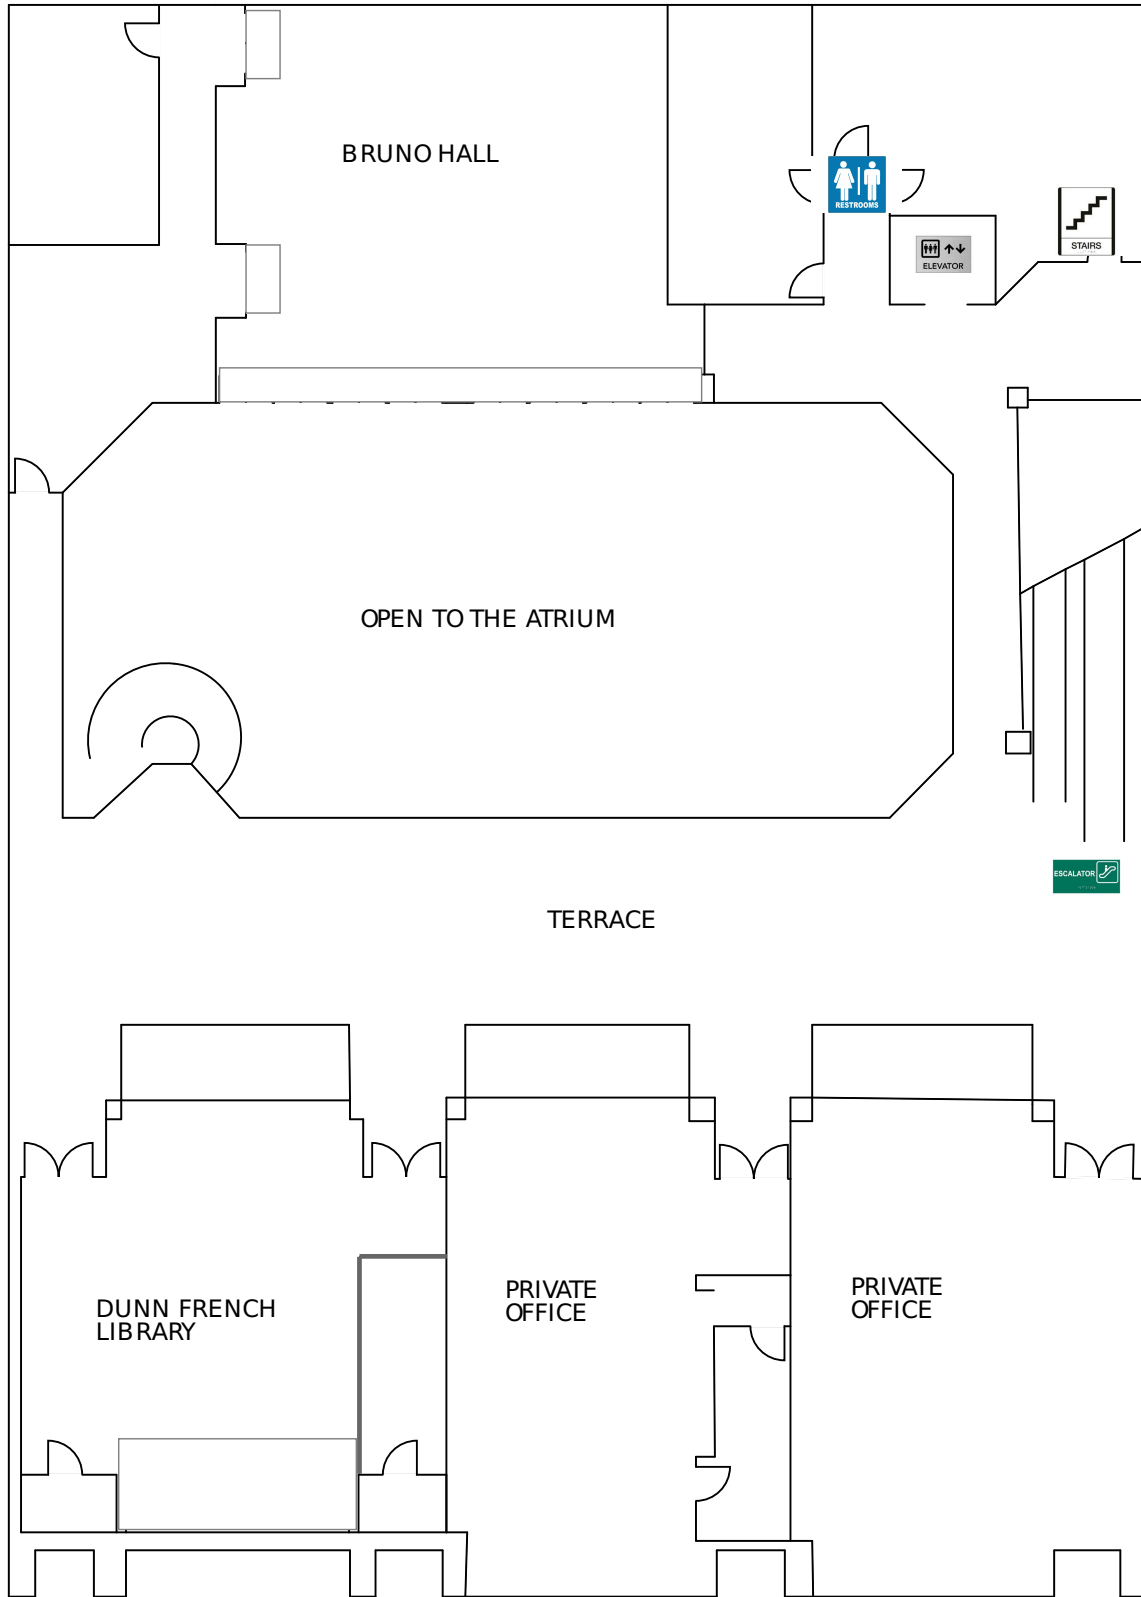 BRUNO HALL
RESTROOMS
STAIRS
ELEVATOR
OPEN TO THE ATRIUM
ESCALATOR
TERRACE
DUNN FRENCH
LIBRARY
PRIVATE
OFFICE
PRIVATE
OFFICE